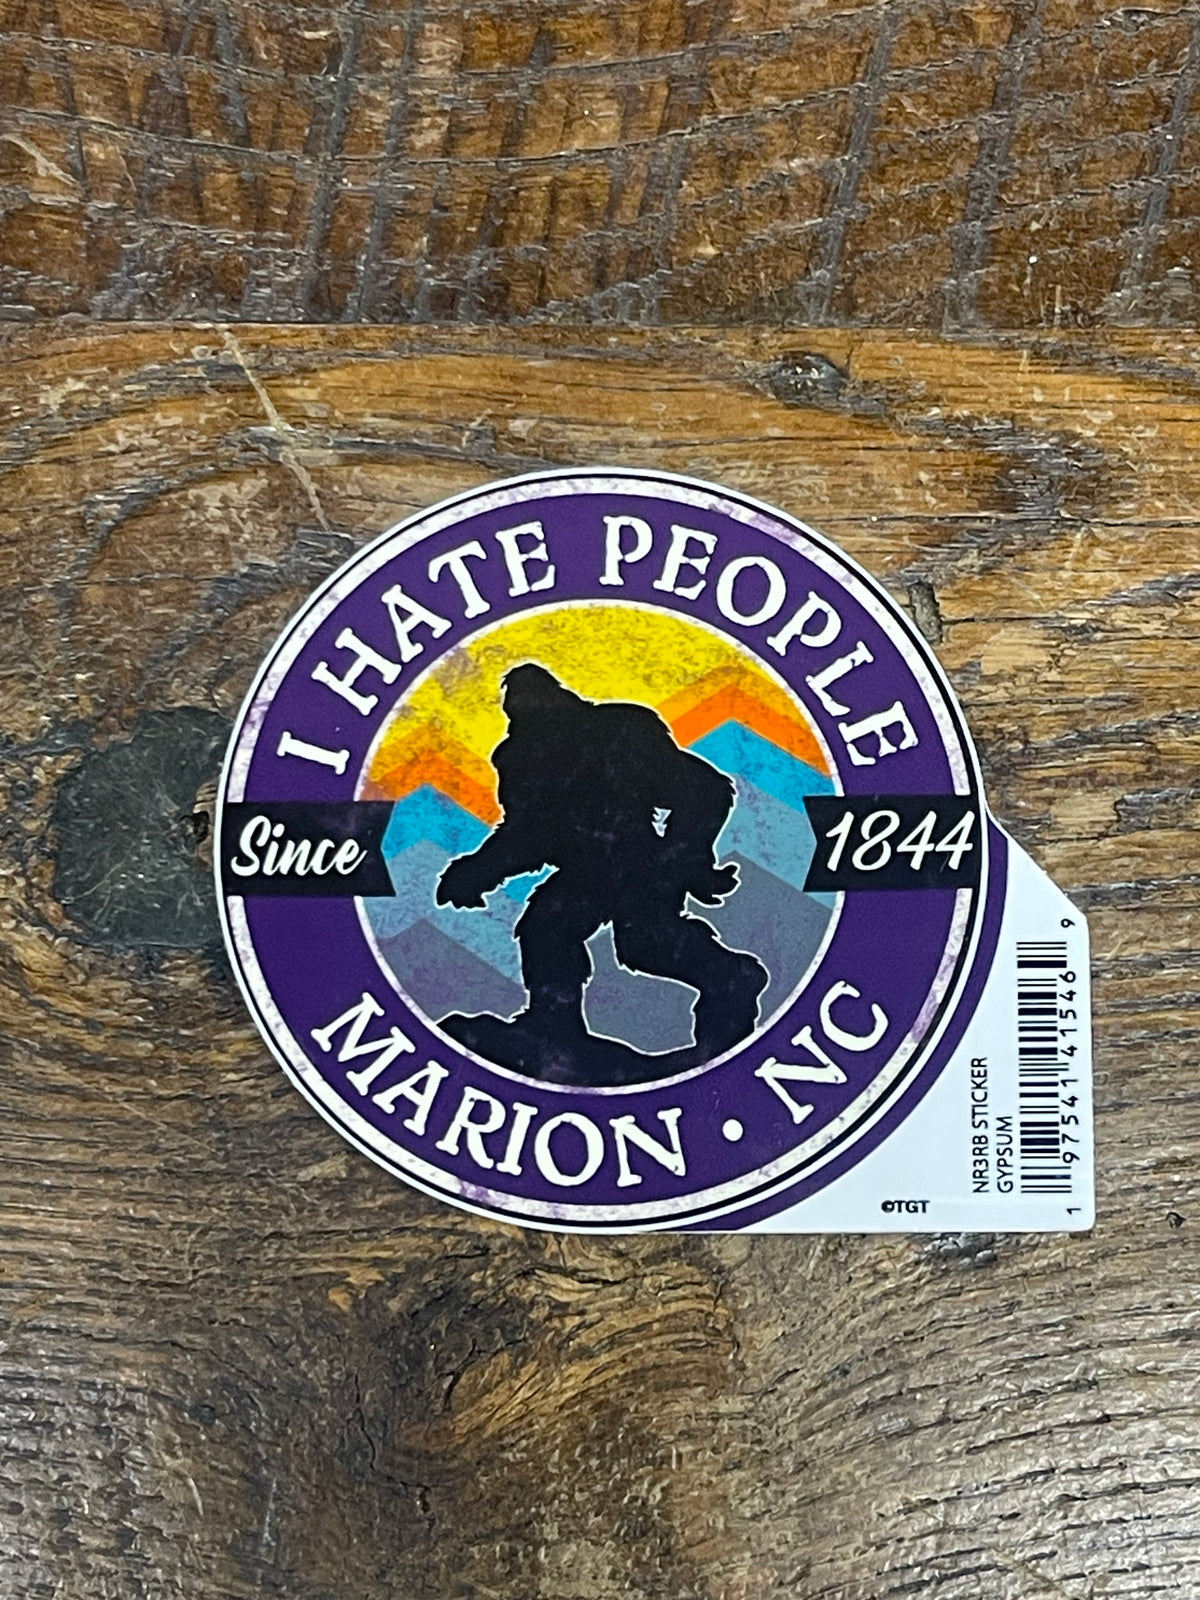 I HATE PEOPLE
Since 1844
MARION • NC
©TGT
NR3RB STICKER
GYPSUM
1 97541 41546 9